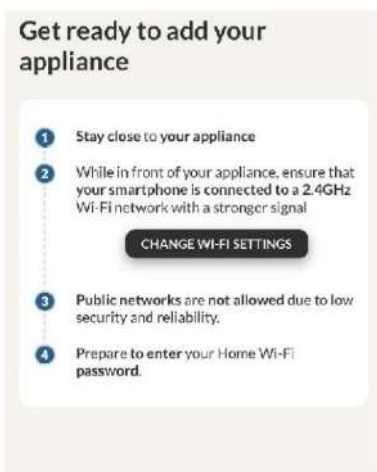 Get ready to add your
appliance
1 Stay close to your appliance
2 While in front of your appliance, ensure that
your smartphone is connected to a 2.4GHz
Wi-Fi network with a stronger signal
CHANGE WI-FI SETTINGS
3 Public networks are not allowed due to low
security and reliability.
4 Prepare to enter your Home Wi-Fi
password.